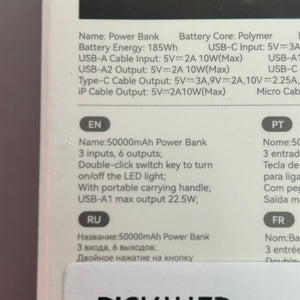 Name: Power Bank Battery Core: Polymer
Battery Energy: 185Wh USB-C Input: 5V⎓3A
USB-A Cable Input: 5V⎓2A 10W(Max) USB-A1
USB-A2 Output: 5V⎓2A 10W(Max) USB-A
Type-C Cable Output: 5V⎓3A,9V⎓2A,10V⎓2.25A,
iP Cable Output: 5V⎓2A10W(Max) Micro Cab
EN
PT
Name:50000mAh Power Bank
3 inputs, 6 outputs;
Double-click switch key to turn
on/off the LED light;
With portable carrying handle;
USB-A1 max output 22.5W;
Nome:50
3 entrad
Tecla de
para liga
Com pe
Saída m
RU
FR
Название:50000mAh Power Bank
3 входа, 6 выходов;
Двойное нажатие на кнопку
Nom:Ba
3 entrée